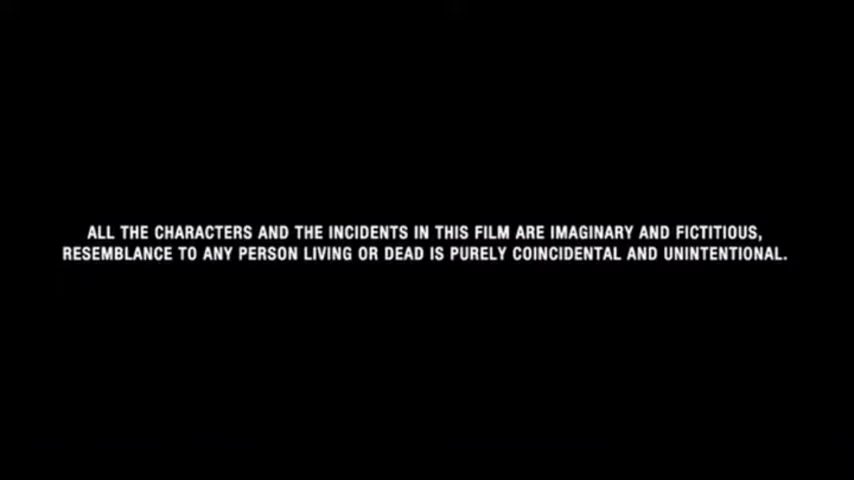 ALL THE CHARACTERS AND THE INCIDENTS IN THIS FILM ARE IMAGINARY AND FICTITIOUS,
RESEMBLANCE TO ANY PERSON LIVING OR DEAD IS PURELY COINCIDENTAL AND UNINTENTIONAL.